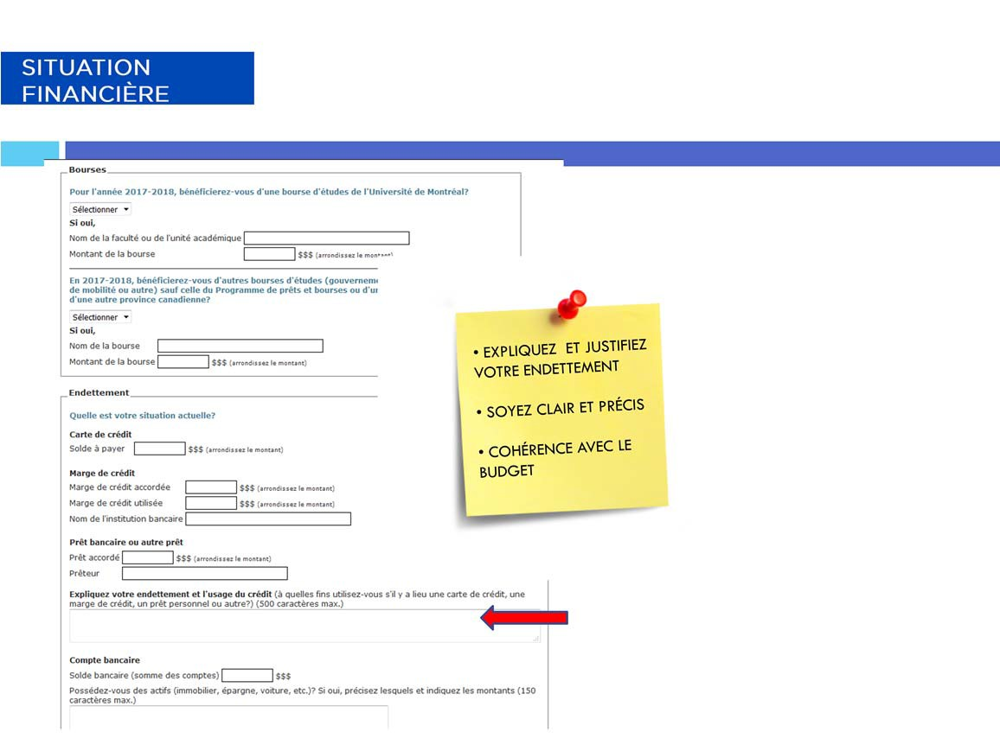 SITUATION
FINANCIÈRE
Bourses
Pour l'année 2017-2018, bénéficierez-vous d'une bourse d'études de l'Université de Montréal?
Sélectionner
Si oui,
Nom de la faculté ou de l'unité académique
Montant de la bourse $$$ (arrondissez le montant)
En 2017-2018, bénéficierez-vous d'autres bourses d'études
de mobilité ou autre) sauf celle du Programme de prêts et bourses ou
d'une autre province canadienne?
Sélectionner
Si oui,
Nom de la bourse
Montant de la bourse $$$ (arrondissez le montant)
• EXPLIQUEZ ET JUSTIFIEZ
VOTRE ENDETTEMENT
• SOYEZ CLAIR ET PRÉCIS
• COHÉRENCE AVEC LE
BUDGET
Endettement
Quelle est votre situation actuelle?
Carte de crédit
Solde à payer $$$ (arrondissez le montant)
Marge de crédit
Marge de crédit accordée $$$ (arrondissez le montant)
Marge de crédit utilisée $$$ (arrondissez le montant)
Nom de l'institution bancaire
Prêt bancaire ou autre prêt
Prêt accordé $$$ (arrondissez le montant)
Prêteur
Expliquez votre endettement et l'usage du crédit (à quelles fins utilisez-vous s'il y a lieu une carte de crédit, une
marge de crédit, un prêt personnel ou autre?) (500 caractères max.)
Compte bancaire
Solde bancaire (somme des comptes) $$$
Possédez-vous des actifs (immobilier, épargne, voiture, etc.)? Si oui, précisez lesquels et indiquez les montants (150
caractères max.)